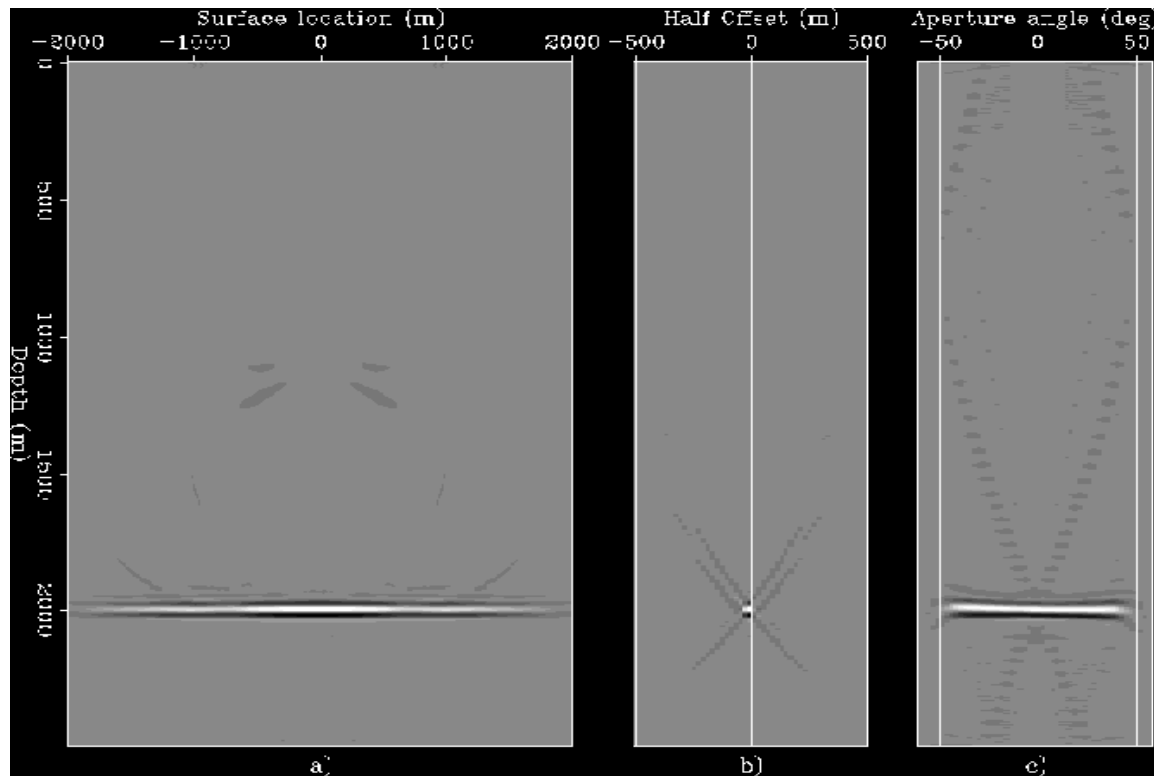 Surface location (m)
-2000 -1000 0 1000 2000
Half Offset (m)
-500 0 500
Aperture angle (deg)
-50 0 50
Depth (m)
0
500
1000
1500
2000
a)
b)
c)